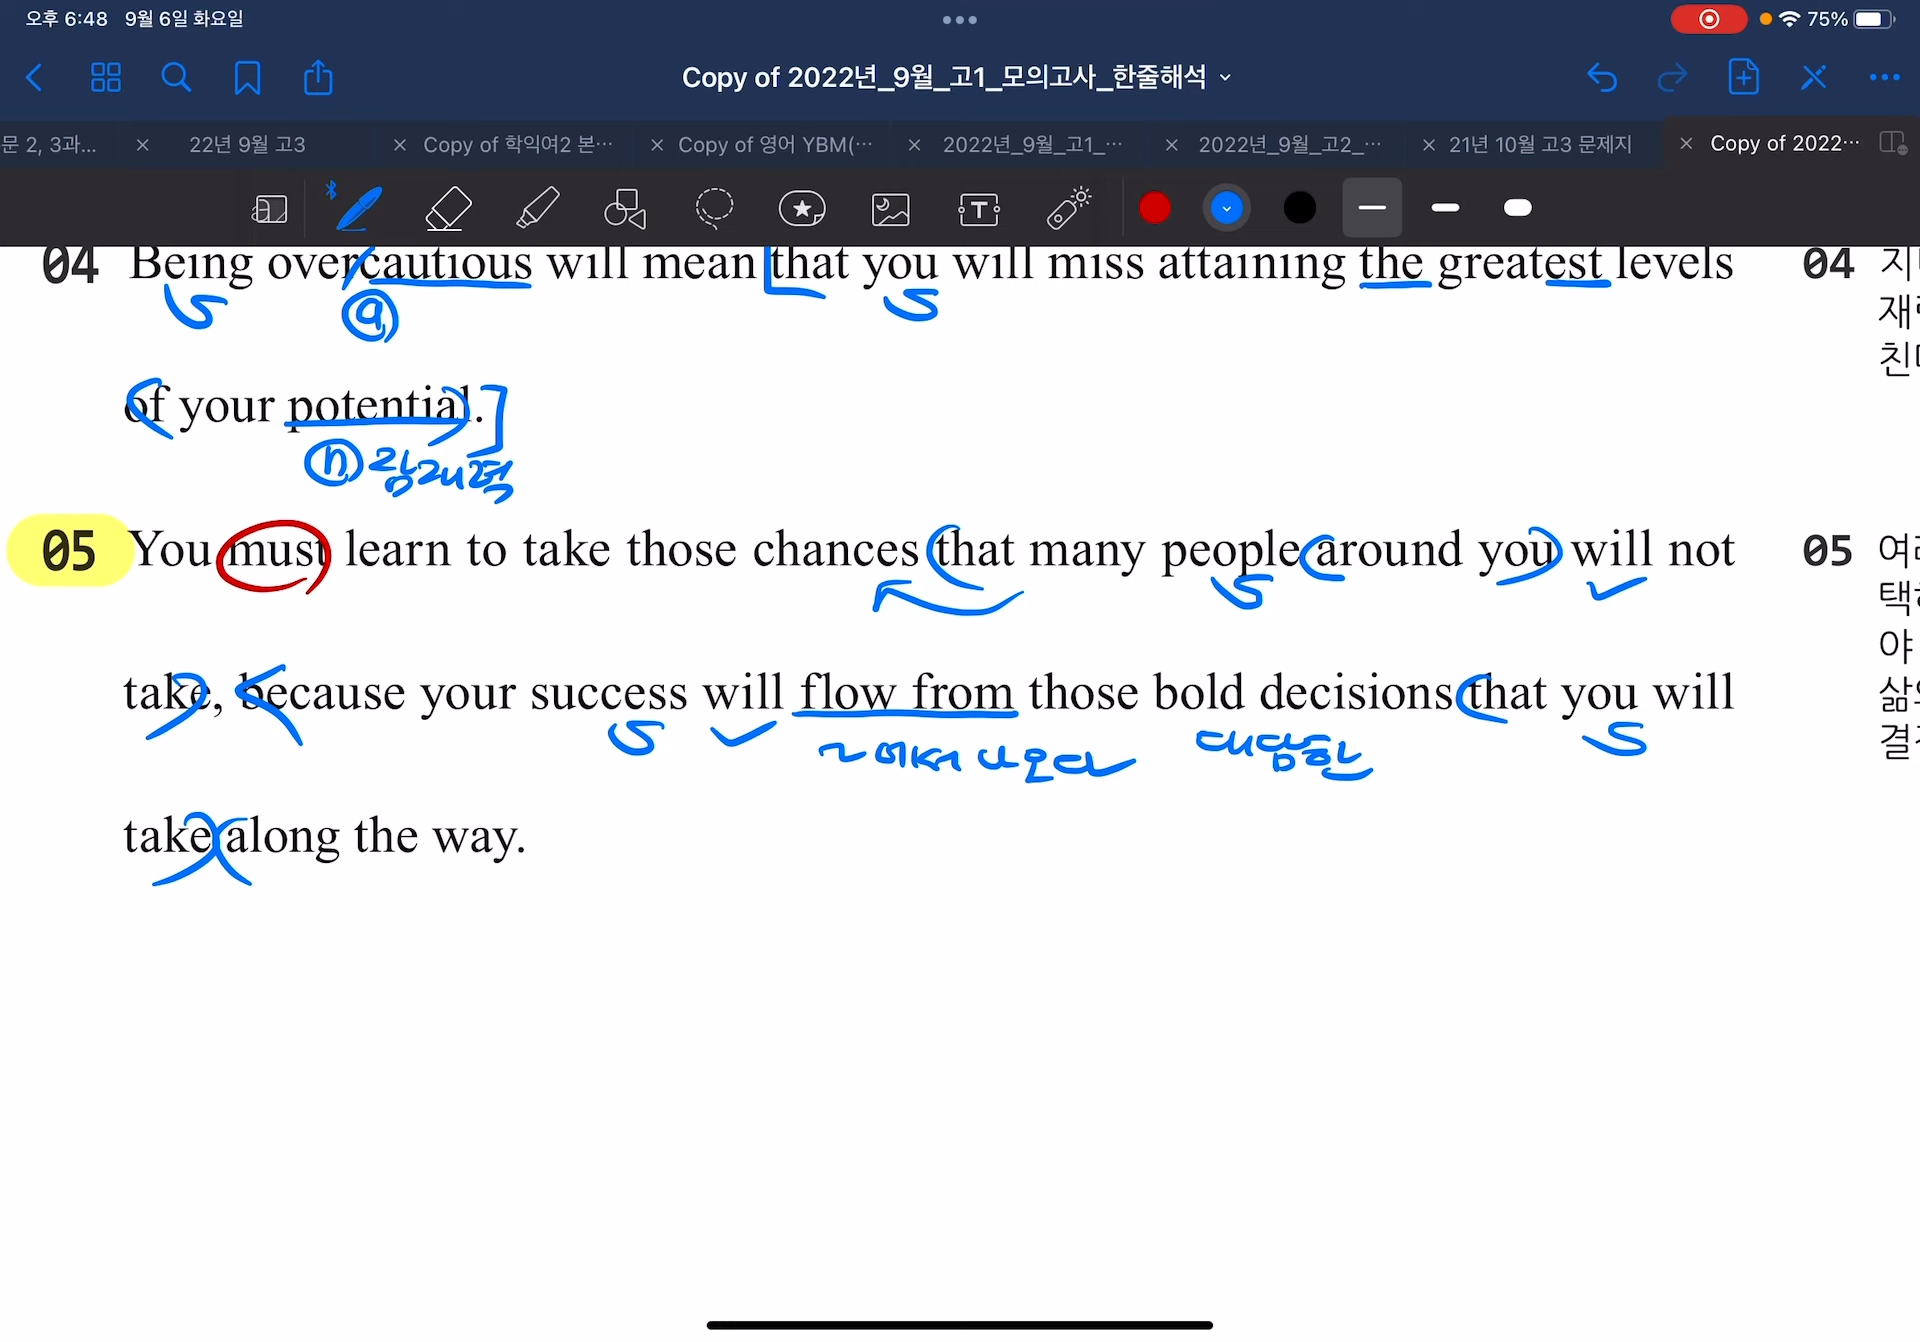 오후 6:48 9월 6일 화요일
75%
Copy of 2022년_9월_고1_모의고사_한줄해석
문 2, 3과...
22년 9월 고3
Copy of 학익여2 본...
Copy of 영어 YBM(...
2022년_9월_고1_...
2022년_9월_고2_...
21년 10월 고3 문제지
Copy of 2022...
04 Being overcautious will mean that you will miss attaining the greatest levels 04
S a S
재
친
of your potential.
n 잠재력
05 You must learn to take those chances that many people around you will not 05
S
택
야
take, because your success will flow from those bold decisions that you will
삶
결
S ~에서 나오다 대담한 S
take along the way.